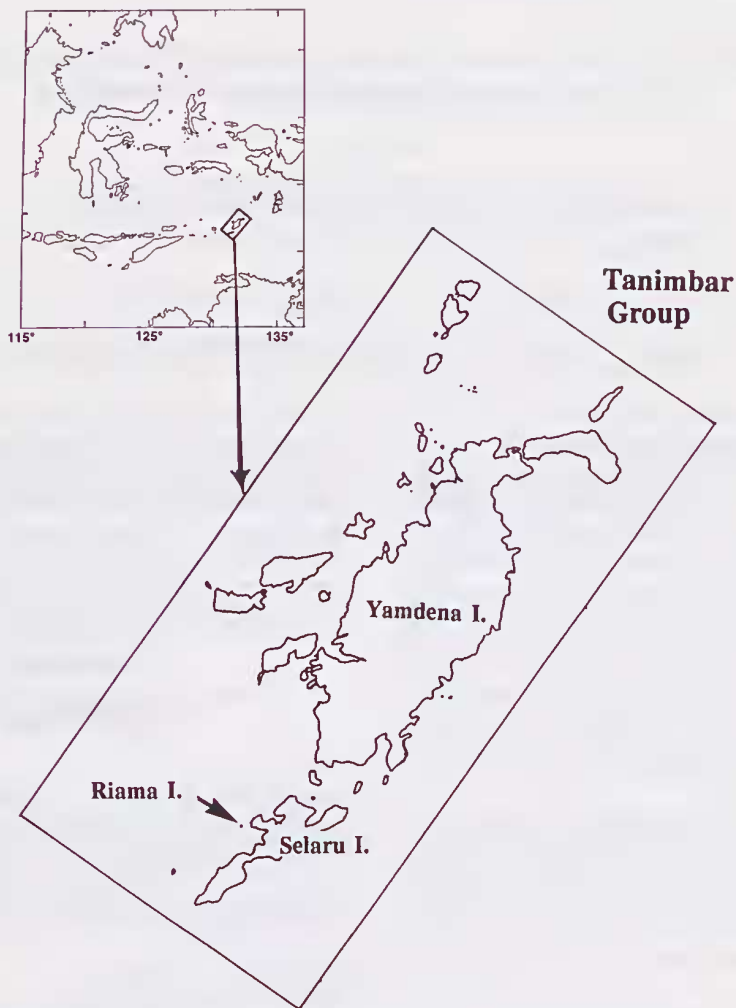 115°
125°
135°
Tanimbar
Group
Yamdena I.
Riama I.
Selaru I.